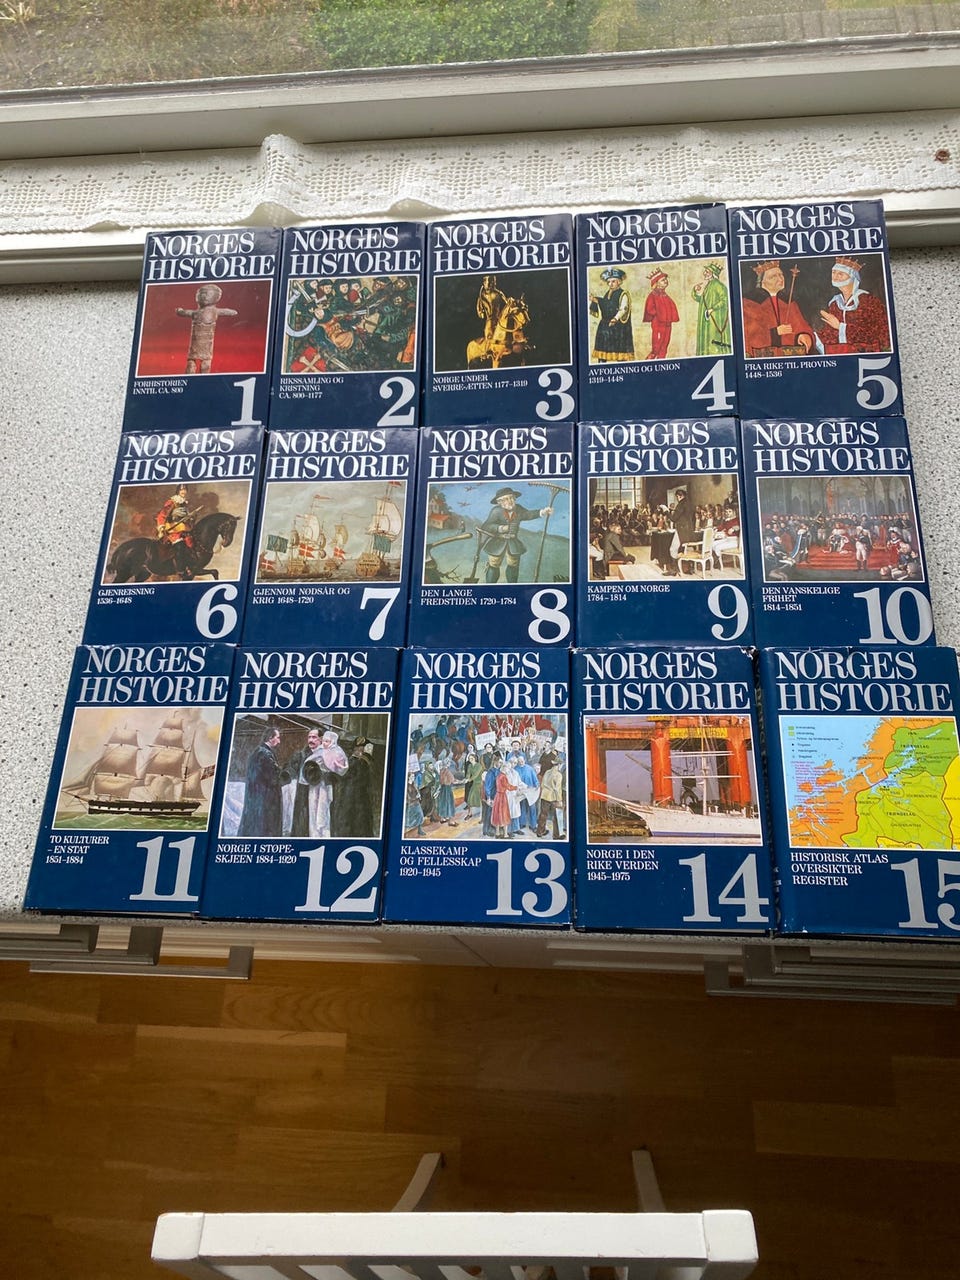 NORGES
HISTORIE
FORHISTORIEN
INNTIL CA. 800
1
NORGES
HISTORIE
RIKSSAMLING OG
KRISTNING
CA. 800-1177
2
NORGES
HISTORIE
NORGE UNDER
SVERRE-ÆTTEN 1177-1319
3
NORGES
HISTORIE
AVFOLKNING OG UNION
1319-1448
4
NORGES
HISTORIE
FRA RIKE TIL PROVINS
1448-1536
5
NORGES
HISTORIE
GJENREISNING
1536-1648
6
NORGES
HISTORIE
GJENNOM NØDSÅR OG
KRIG 1648-1720
7
NORGES
HISTORIE
DEN LANGE
FREDSTIDEN 1720-1784
8
NORGES
HISTORIE
KAMPEN OM NORGE
1784-1814
9
NORGES
HISTORIE
DEN VANSKELIGE
FRIHET
1814-1851
10
NORGES
HISTORIE
TO KULTURER
- EN STAT
1851-1884
11
NORGES
HISTORIE
NORGE I STØPE-
SKJEEN 1884-1920
12
NORGES
HISTORIE
KLASSEKAMP
OG FELLESSKAP
1920-1945
13
NORGES
HISTORIE
NORGE I DEN
RIKE VERDEN
1945-1975
14
NORGES
HISTORIE
HISTORISK ATLAS
OVERSIKTER
REGISTER
15